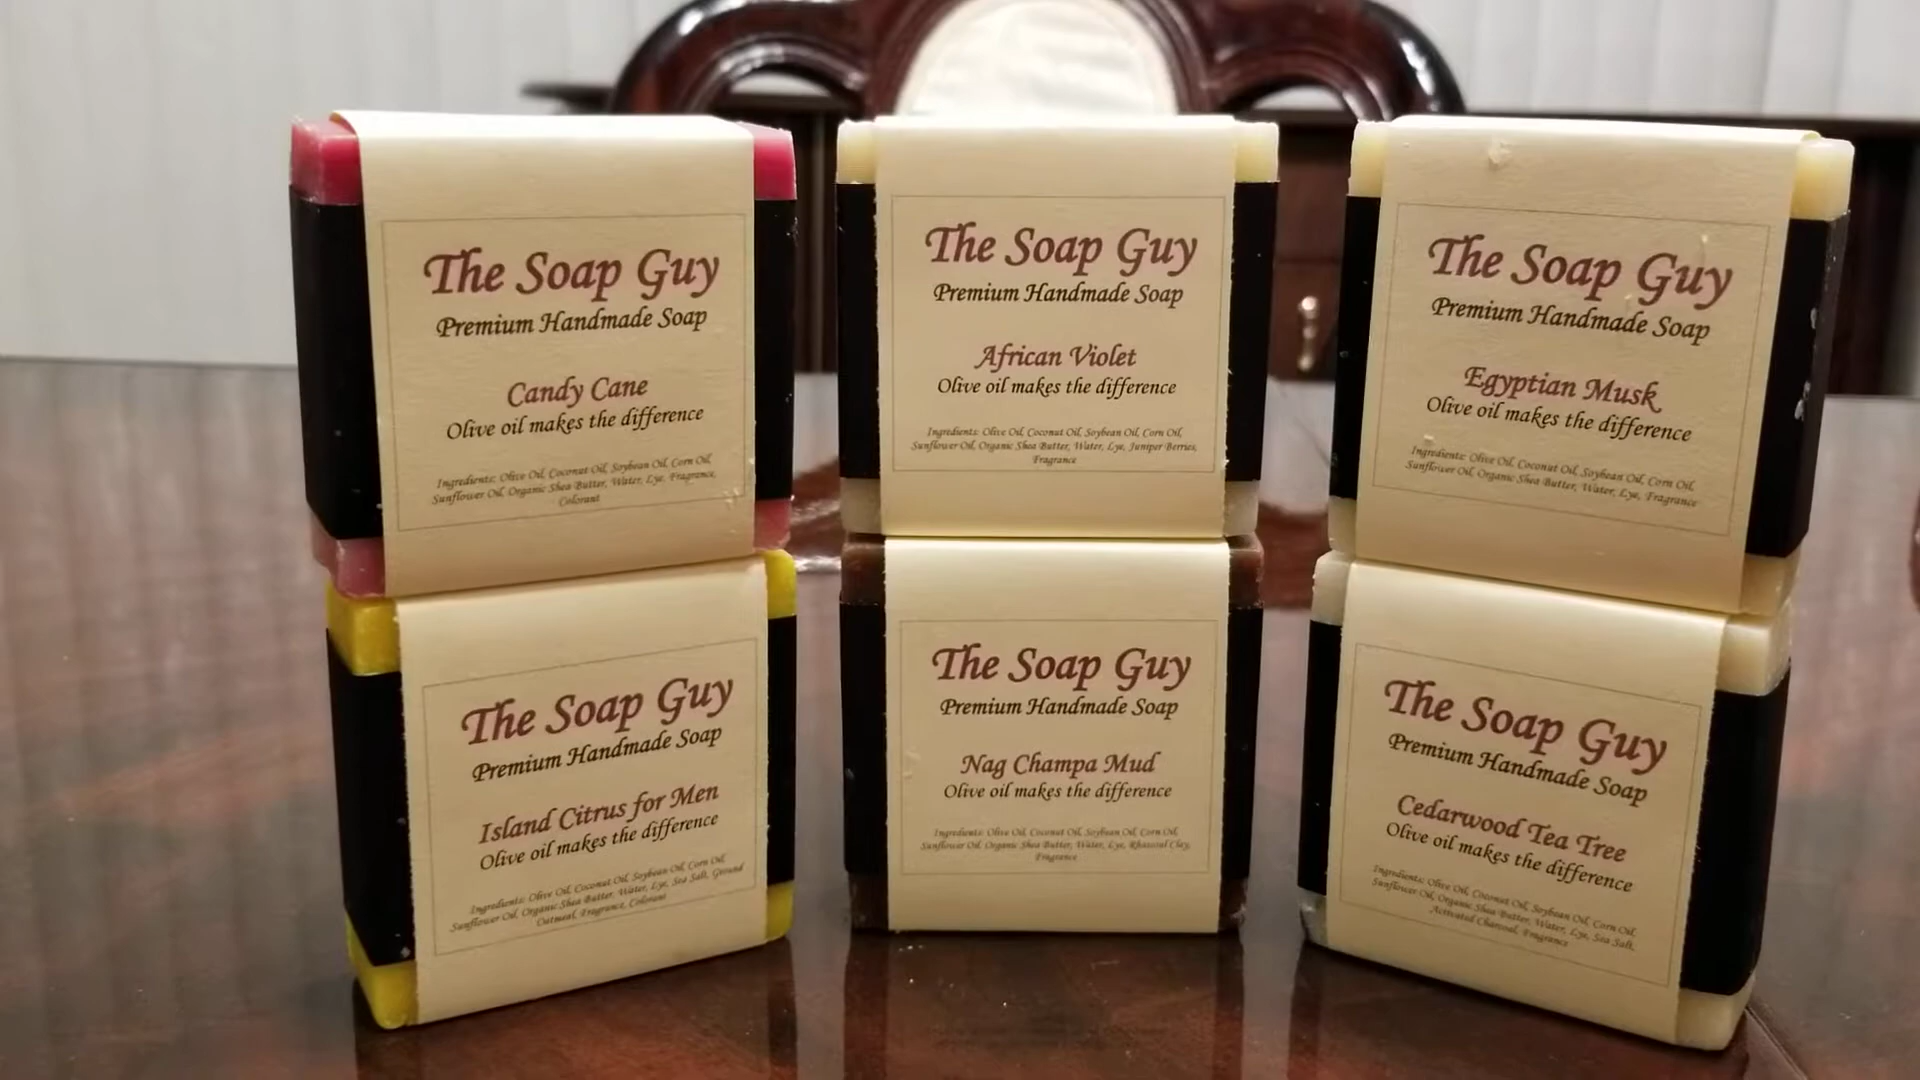 The Soap Guy
Premium Handmade Soap
Candy Cane
Olive oil makes the difference
Ingredients: Olive Oil, Coconut Oil, Soybean Oil, Corn Oil,
Sunflower Oil, Organic Shea Butter, Water, Lye, Fragrance,
Colorant
The Soap Guy
Premium Handmade Soap
African Violet
Olive oil makes the difference
Ingredients: Olive Oil, Coconut Oil, Soybean Oil, Corn Oil,
Sunflower Oil, Organic Shea Butter, Water, Lye, Juniper Berries,
Fragrance
The Soap Guy
Premium Handmade Soap
Egyptian Musk
Olive oil makes the difference
Ingredients: Olive Oil, Coconut Oil, Soybean Oil, Corn Oil,
Sunflower Oil, Organic Shea Butter, Water, Lye, Fragrance
The Soap Guy
Premium Handmade Soap
Island Citrus for Men
Olive oil makes the difference
Ingredients: Olive Oil, Coconut Oil, Soybean Oil, Corn Oil,
Sunflower Oil, Organic Shea Butter, Water, Lye, Sea Salt, Ground
Oatmeal, Fragrance, Colorant
The Soap Guy
Premium Handmade Soap
Nag Champa Mud
Olive oil makes the difference
Ingredients: Olive Oil, Coconut Oil, Soybean Oil, Corn Oil,
Sunflower Oil, Organic Shea Butter, Water, Lye, Rhassoul Clay,
Fragrance
The Soap Guy
Premium Handmade Soap
Cedarwood Tea Tree
Olive oil makes the difference
Ingredients: Olive Oil, Coconut Oil, Soybean Oil, Corn Oil,
Sunflower Oil, Organic Shea Butter, Water, Lye, Sea Salt,
Activated Charcoal, Fragrance